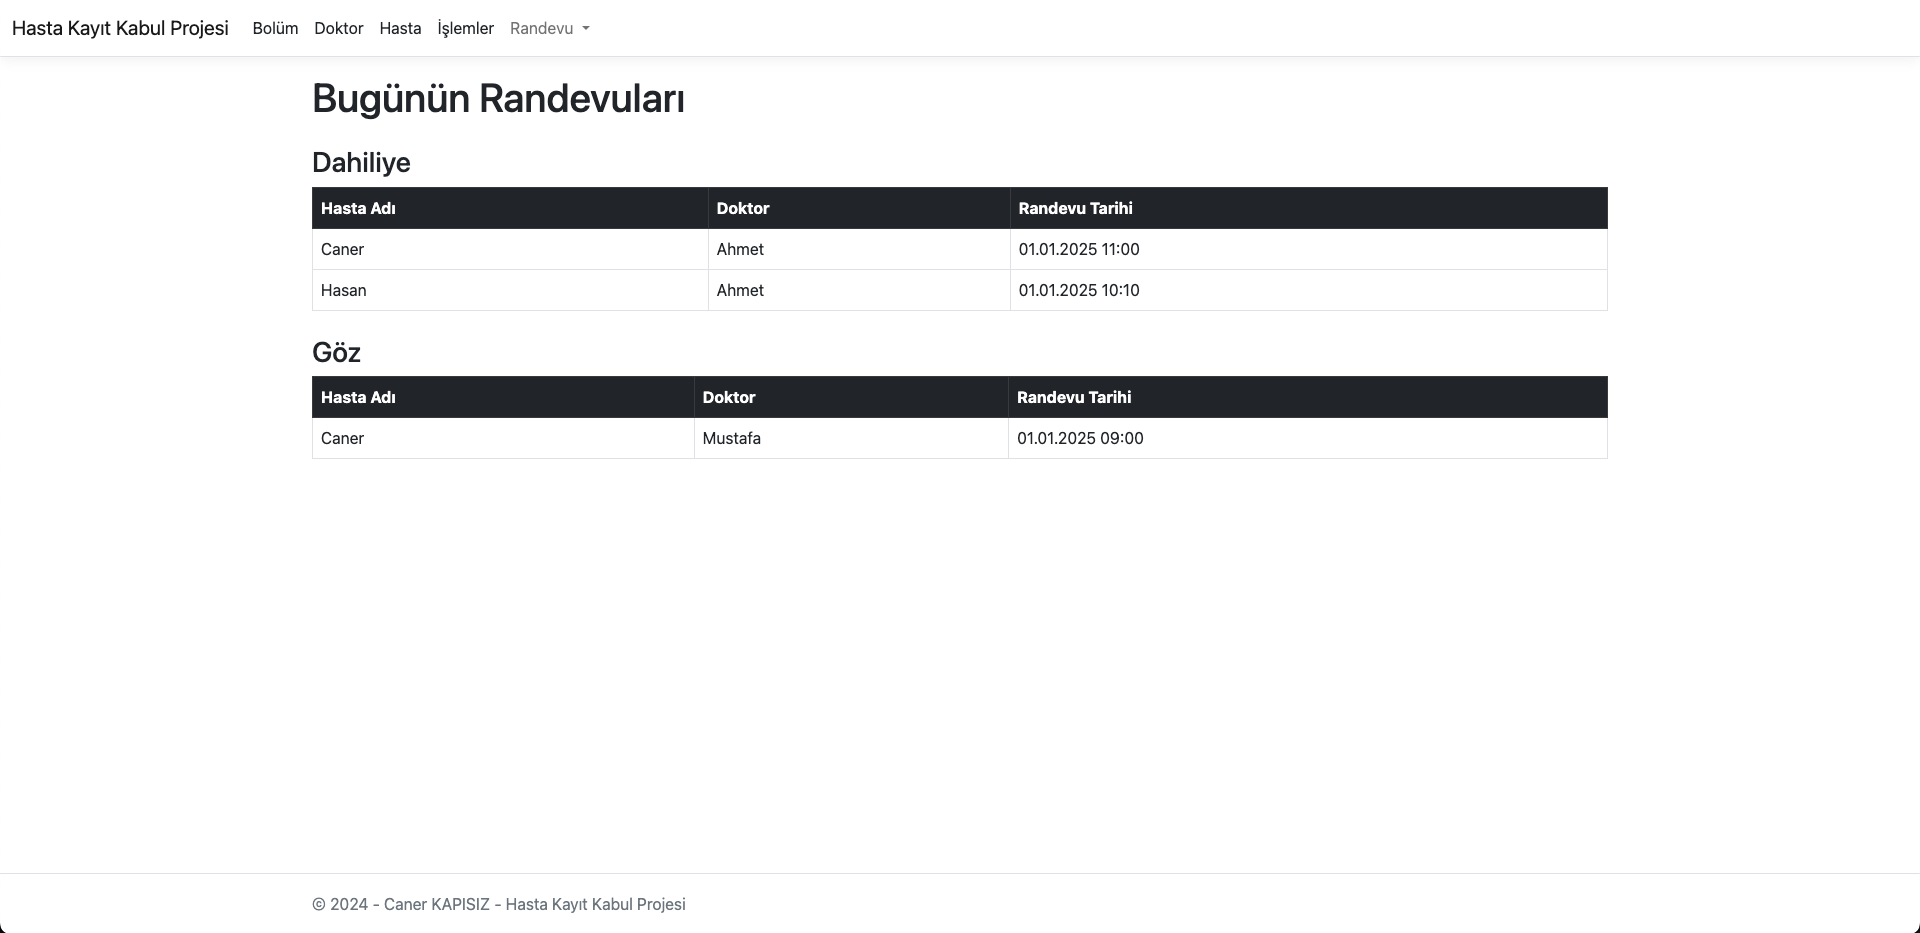 Hasta Kayıt Kabul Projesi Bolüm Doktor Hasta İşlemler Randevu
Bugünün Randevuları
Dahiliye
Hasta Adı Doktor Randevu Tarihi
Caner Ahmet 01.01.2025 11:00
Hasan Ahmet 01.01.2025 10:10
Göz
Hasta Adı Doktor Randevu Tarihi
Caner Mustafa 01.01.2025 09:00
© 2024 - Caner KAPISIZ - Hasta Kayıt Kabul Projesi